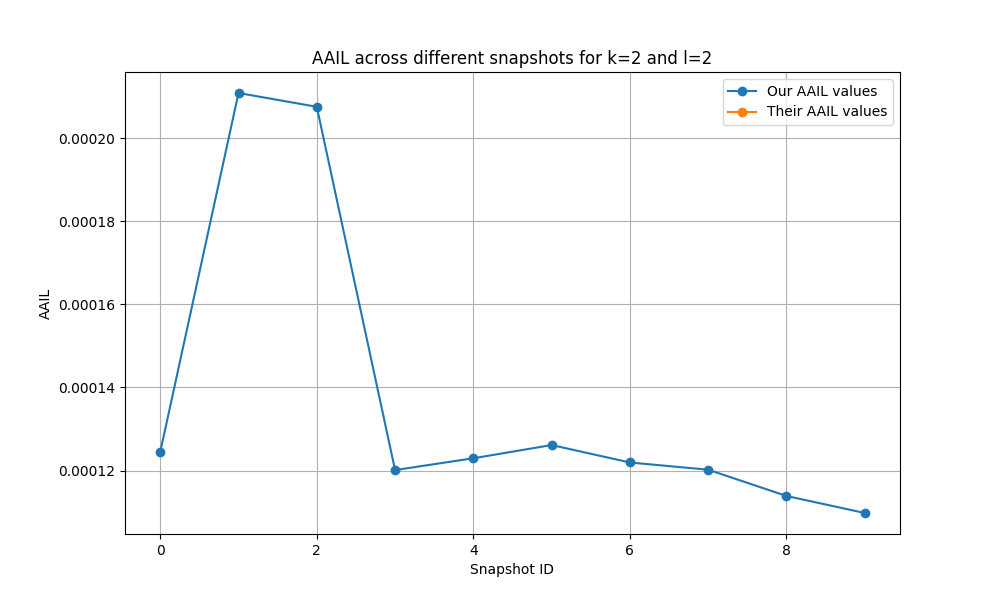 AAIL across different snapshots for k=2 and l=2
Our AAIL values
Their AAIL values
0.00020
0.00018
0.00016
0.00014
0.00012
AAIL
0 2 4 6 8
Snapshot ID